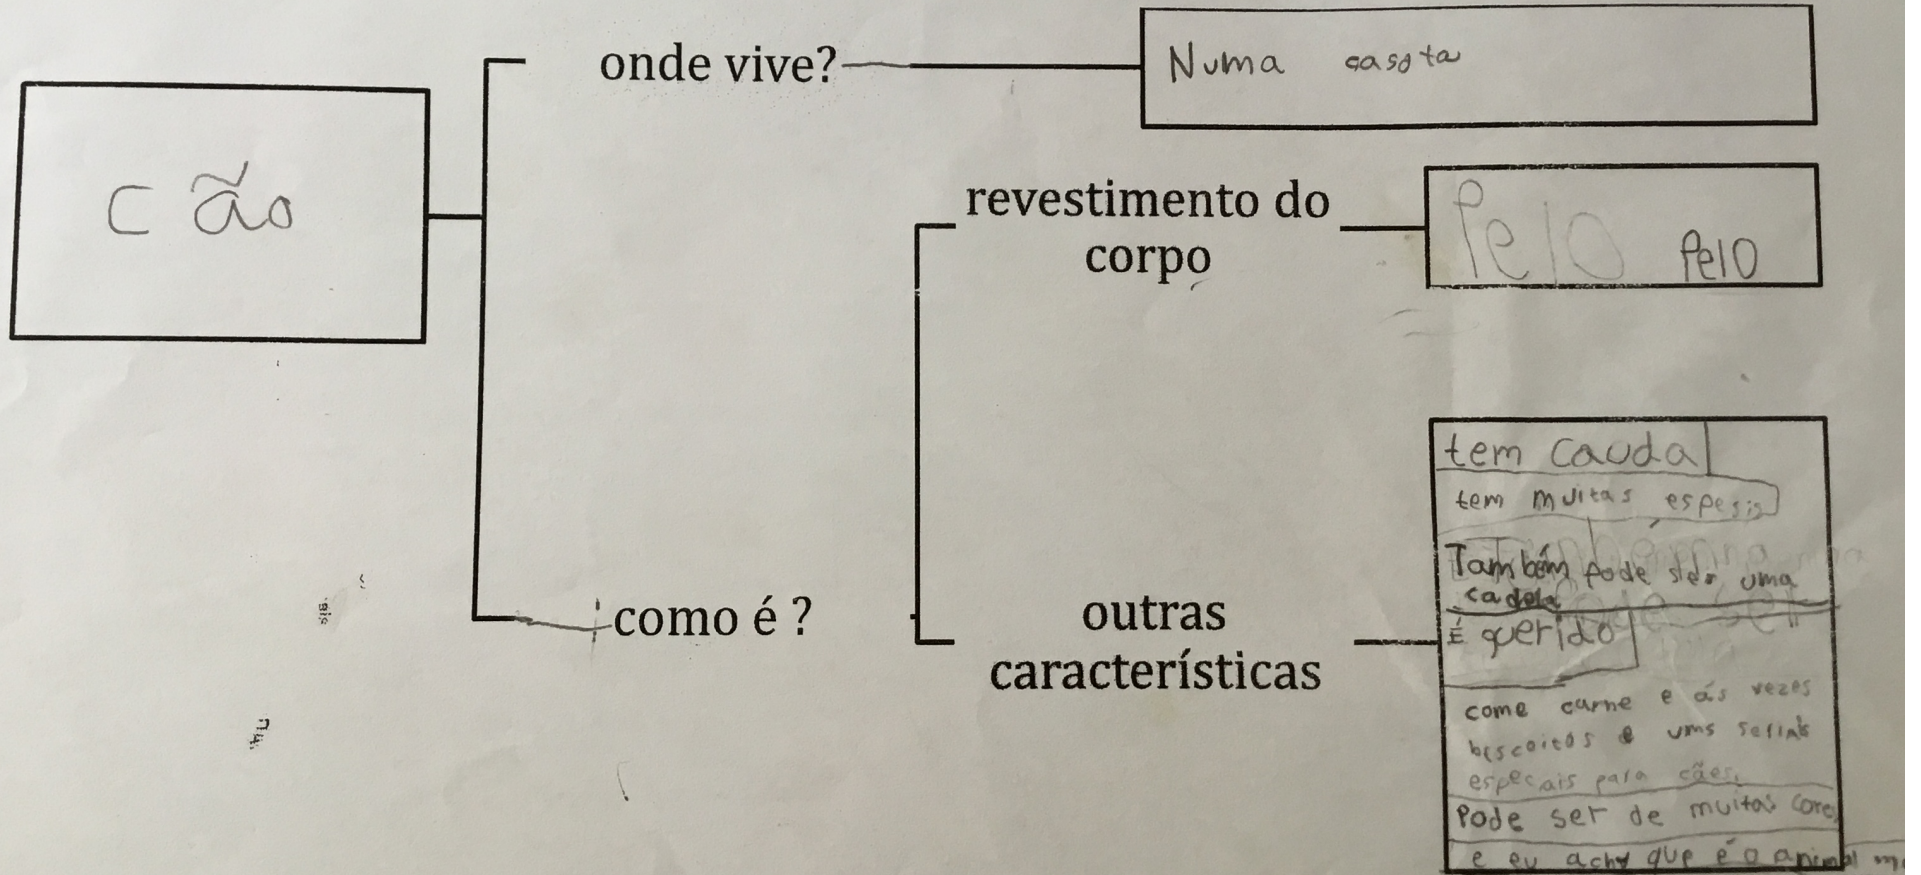 cão
onde vive?
Numa casota
revestimento do
corpo
Pelo Pelo
como é ?
outras
características
tem cauda
tem muitas espesis
Também pode ser uma
cadela
É querido
come carne e ás vezes
biscoitos e ums
especais para cães.
Pode ser de muitas cores
e eu acho que é o animal